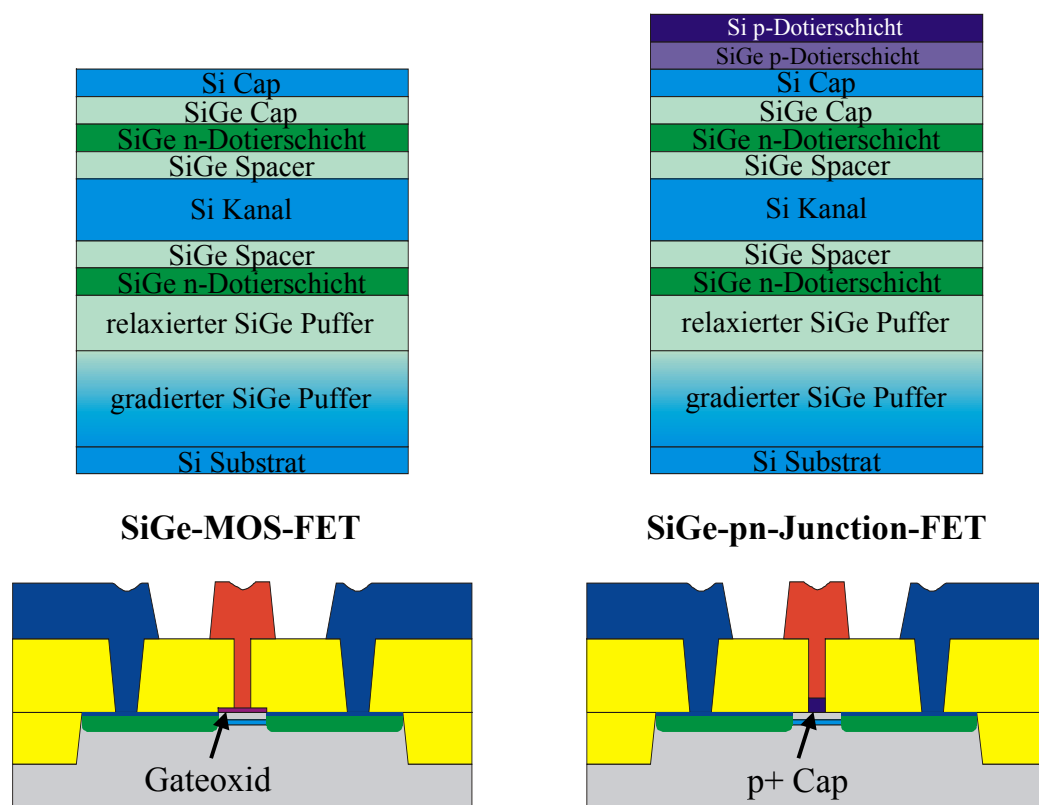 Si Cap
SiGe Cap
SiGe n-Dotierschicht
SiGe Spacer
Si Kanal
SiGe Spacer
SiGe n-Dotierschicht
relaxierter SiGe Puffer
gradierter SiGe Puffer
Si Substrat
SiGe-MOS-FET
Gateoxid
Si p-Dotierschicht
SiGe p-Dotierschicht
Si Cap
SiGe Cap
SiGe n-Dotierschicht
SiGe Spacer
Si Kanal
SiGe Spacer
SiGe n-Dotierschicht
relaxierter SiGe Puffer
gradierter SiGe Puffer
Si Substrat
SiGe-pn-Junction-FET
p+ Cap